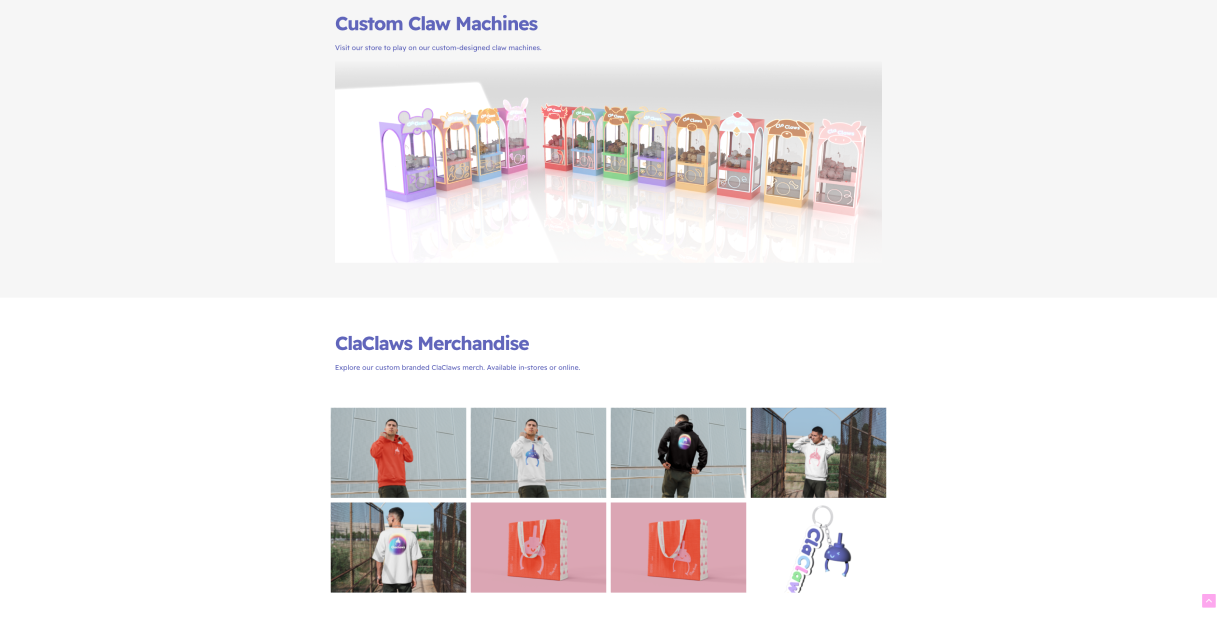 Custom Claw Machines
Visit our store to play on our custom-designed claw machines.
ClaClaws Merchandise
Explore our custom branded ClaClaws merch. Available in-stores or online.
ClaClaw